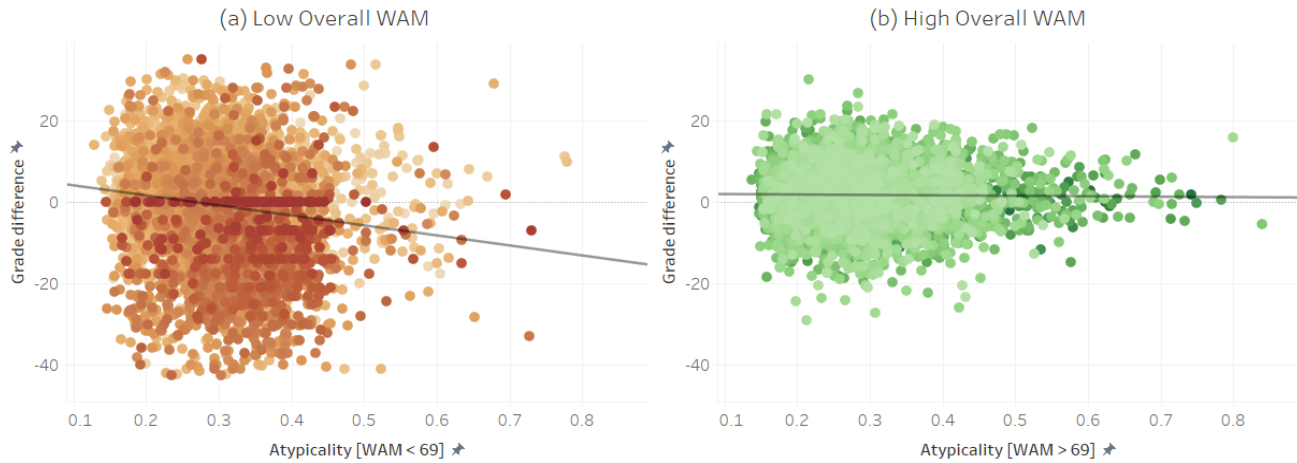 (a) Low Overall WAM
20
0
-20
-40
Grade difference
0.1 0.2 0.3 0.4 0.5 0.6 0.7 0.8
Atypicality [WAM < 69]
(b) High Overall WAM
20
0
-20
-40
Grade difference
0.1 0.2 0.3 0.4 0.5 0.6 0.7 0.8
Atypicality [WAM > 69]